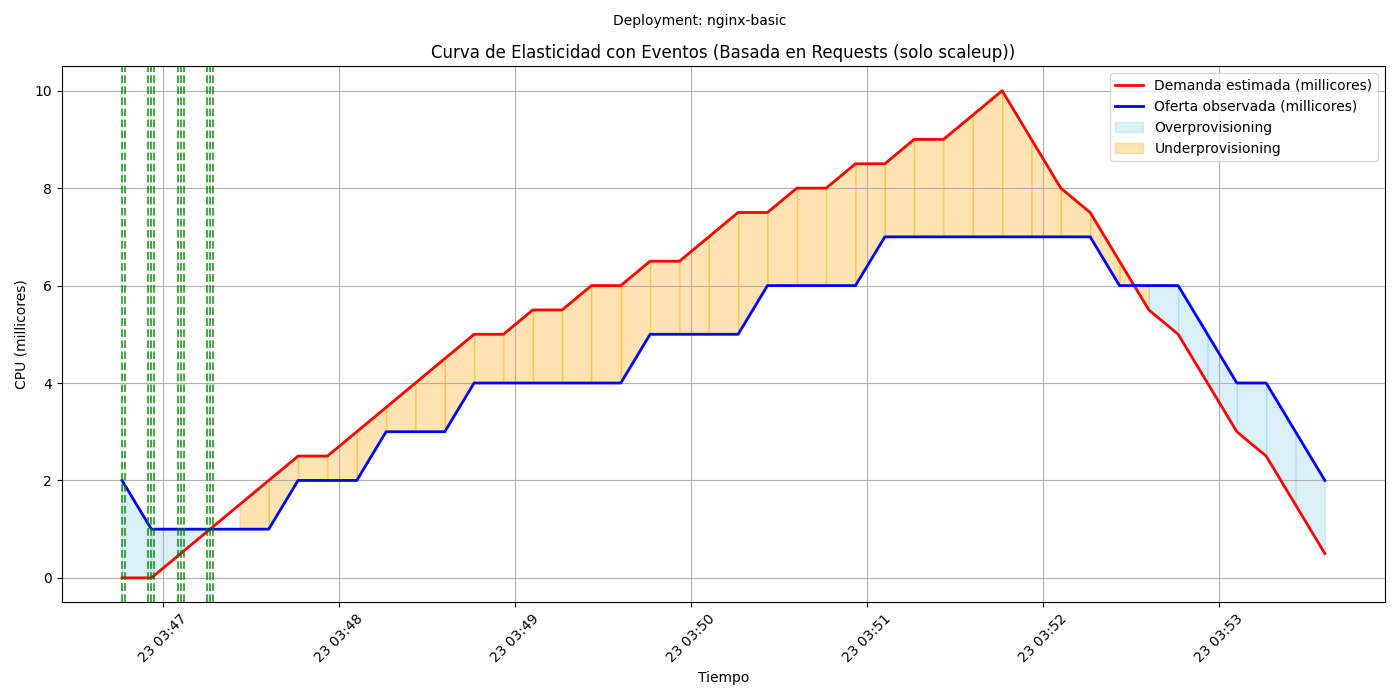 Deployment: nginx-basic
Curva de Elasticidad con Eventos (Basada en Requests (solo scaleup))
Demanda estimada (millicores)
Oferta observada (millicores)
Overprovisioning
Underprovisioning
CPU (millicores)
10
8
6
4
2
0
23 03:47
23 03:48
23 03:49
23 03:50
23 03:51
23 03:52
23 03:53
Tiempo